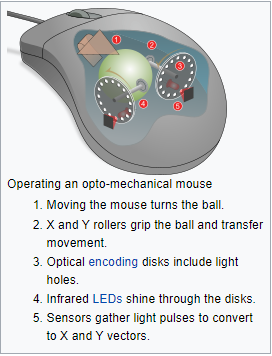 1
2
3
4
5
Operating an opto-mechanical mouse
1. Moving the mouse turns the ball.
2. X and Y rollers grip the ball and transfer
movement.
3. Optical encoding disks include light
holes.
4. Infrared LEDs shine through the disks.
5. Sensors gather light pulses to convert
to X and Y vectors.